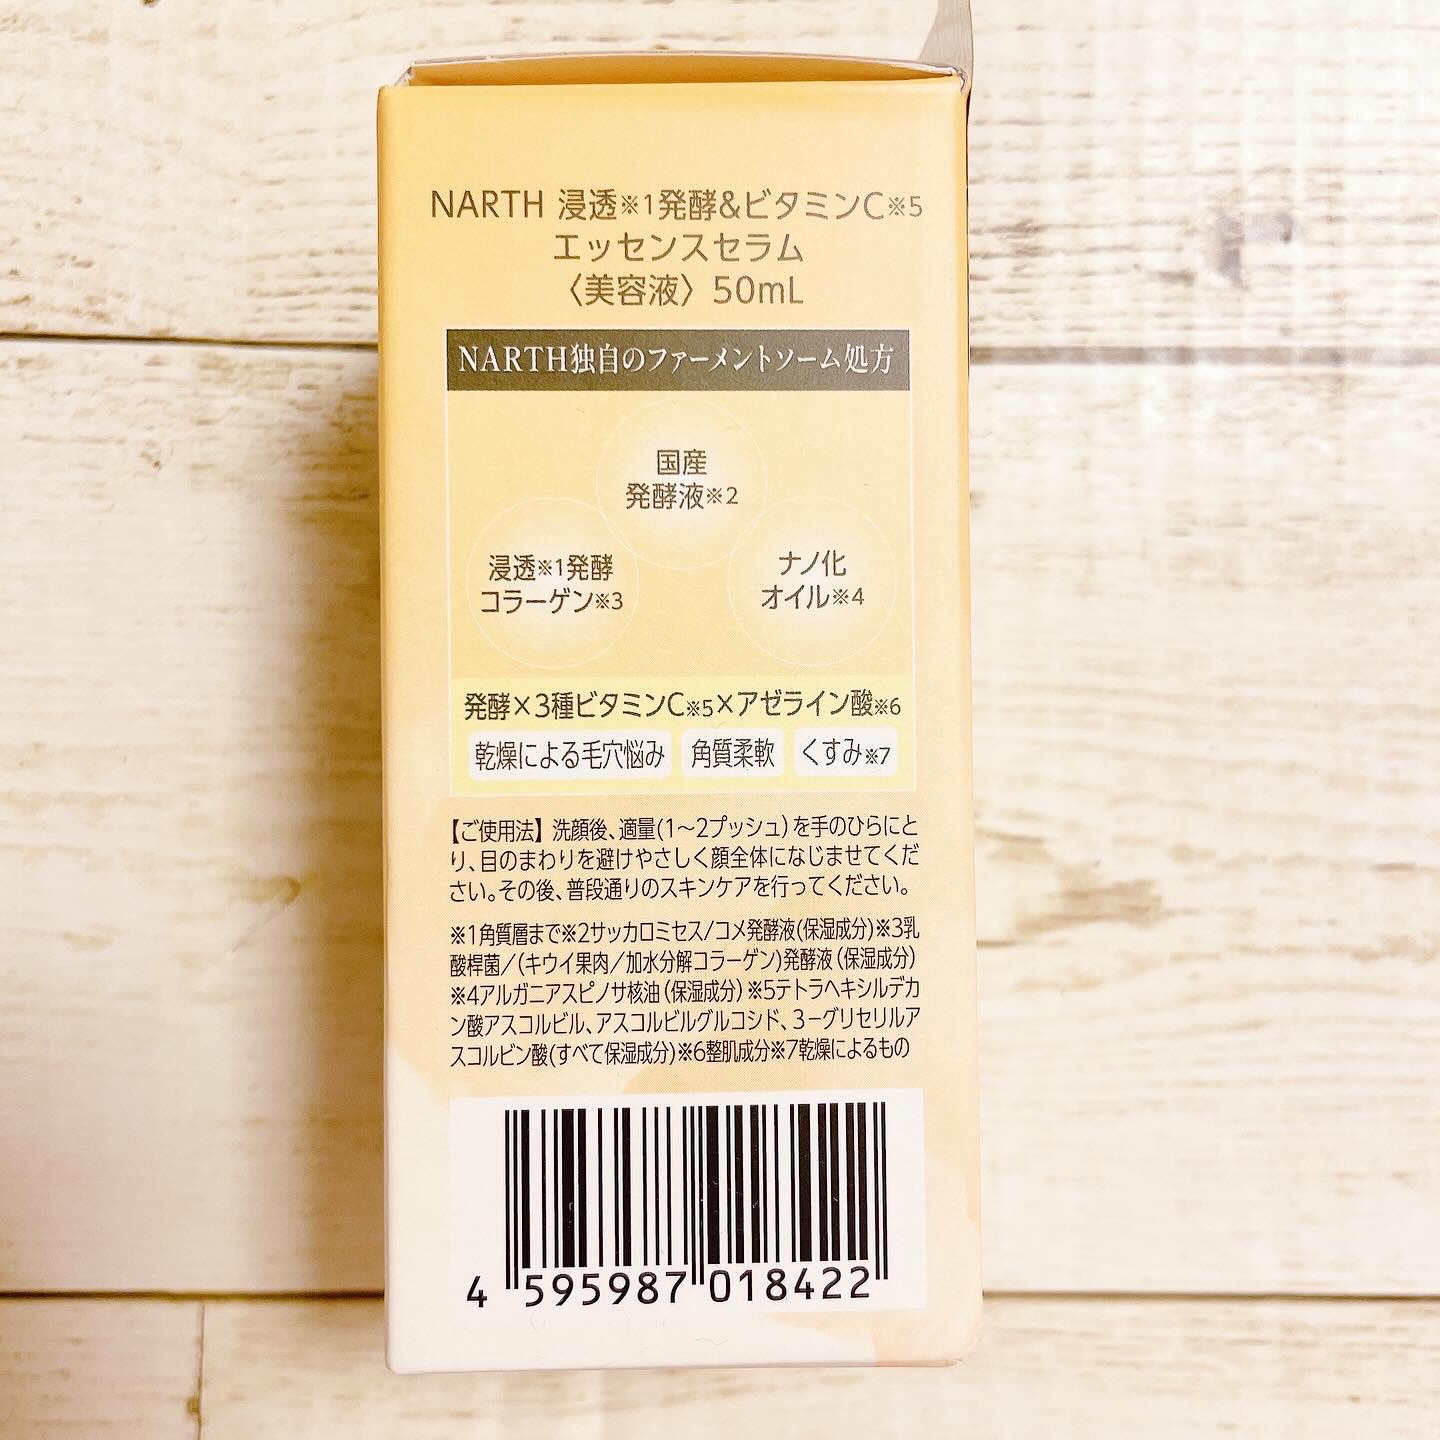 NARTH 浸透※1発酵&ビタミンC※5
エッセンスセラム
〈美容液〉50mL
NARTH独自のファーメントソーム処方
国産
発酵液※2
浸透※1発酵
コラーゲン※3
ナノ化
オイル※4
発酵×3種ビタミンC※5×アゼライン酸※6
乾燥による毛穴悩み 角質柔軟 くすみ※7
【ご使用法】洗顔後、適量(1〜2プッシュ)を手のひらにと
り、目のまわりを避けやさしく顔全体になじませてくだ
さい。その後、普段通りのスキンケアを行ってください。
※1角質層まで※2サッカロミセス/コメ発酵液(保湿成分)※3乳
酸桿菌/(キウイ果肉/加水分解コラーゲン)発酵液(保湿成分)
※4アルガニアスピノサ核油(保湿成分)※5テトラヘキシルデカ
ン酸アスコルビル、アスコルビルグルコシド、3-グリセリルア
スコルビン酸(すべて保湿成分)※6整肌成分※7乾燥によるもの
4 595987 018422